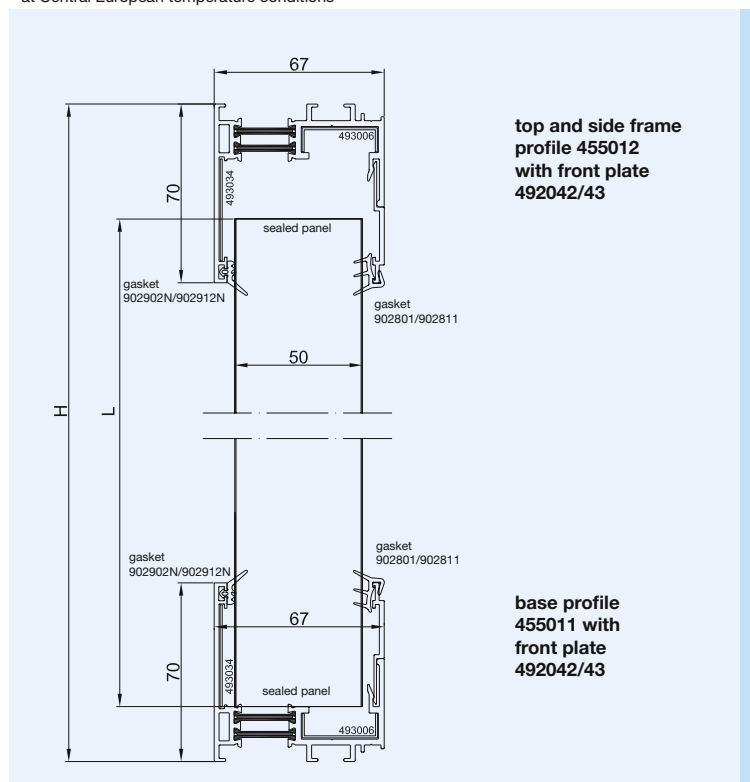 at Central European temperature conditions
67
493006
top and side frame
profile 455012
with front plate
492042/43
70
493034
sealed panel
gasket
902902N/902912N
gasket
902801/902811
50
H
L
gasket
902902N/902912N
gasket
902801/902811
67
base profile
455011 with
front plate
492042/43
70
493034
sealed panel
493006